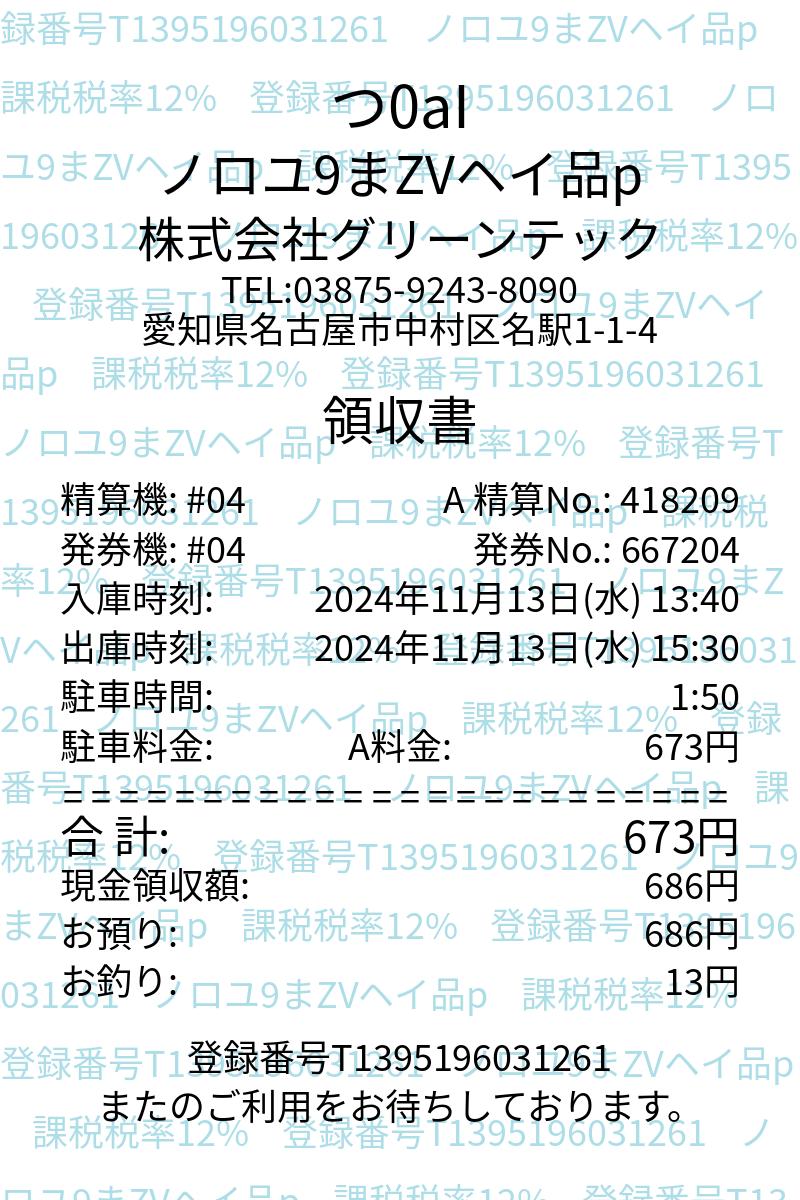 録番号T1395196031261　ノロユ9まZVヘイ品p
課税税率12%　登録番号T1395196031261　ノロ
つ0aI
ユ9まZVヘイ品p　課税税率12%　登録番号T1395
ノロユ9まZVヘイ品p
196031261　ノロユ9まZVヘイ品p　課税税率12%
株式会社グリーンテック
TEL:03875-9243-8090
登録番号T1395196031261　ノロユ9まZVヘイ
愛知県名古屋市中村区名駅1-1-4
品p　課税税率12%　登録番号T1395196031261
領収書
ノロユ9まZVヘイ品p　課税税率12%　登録番号T
精算機: #04 A 精算No.: 418209
1395196031261　ノロユ9まZVヘイ品p　課税税
発券機: #04 発券No.: 667204
率12%　登録番号T1395196031261　ノロユ9まZ
入庫時刻: 2024年11月13日(水) 13:40
出庫時刻: 2024年11月13日(水) 15:30
Vヘイ品p　課税税率12%　登録番号T1395196031
駐車時間: 1:50
261　ノロユ9まZVヘイ品p　課税税率12%　登録
駐車料金: A料金: 673円
番号T1395196031261　ノロユ9まZVヘイ品p　課
========================
合 計: 673円
税税率12%　登録番号T1395196031261　ノロユ9
現金領収額: 686円
まZVヘイ品p　課税税率12%　登録番号T1395196
お預り: 686円
お釣り: 13円
031261　ノロユ9まZVヘイ品p　課税税率12%
登録番号T1395196031261
登録番号T1395196031261　ノロユ9まZVヘイ品p
またのご利用をお待ちしております。
課税税率12%　登録番号T1395196031261　ノ
ロユ9まZVヘイ品p　課税税率12%　登録番号T13